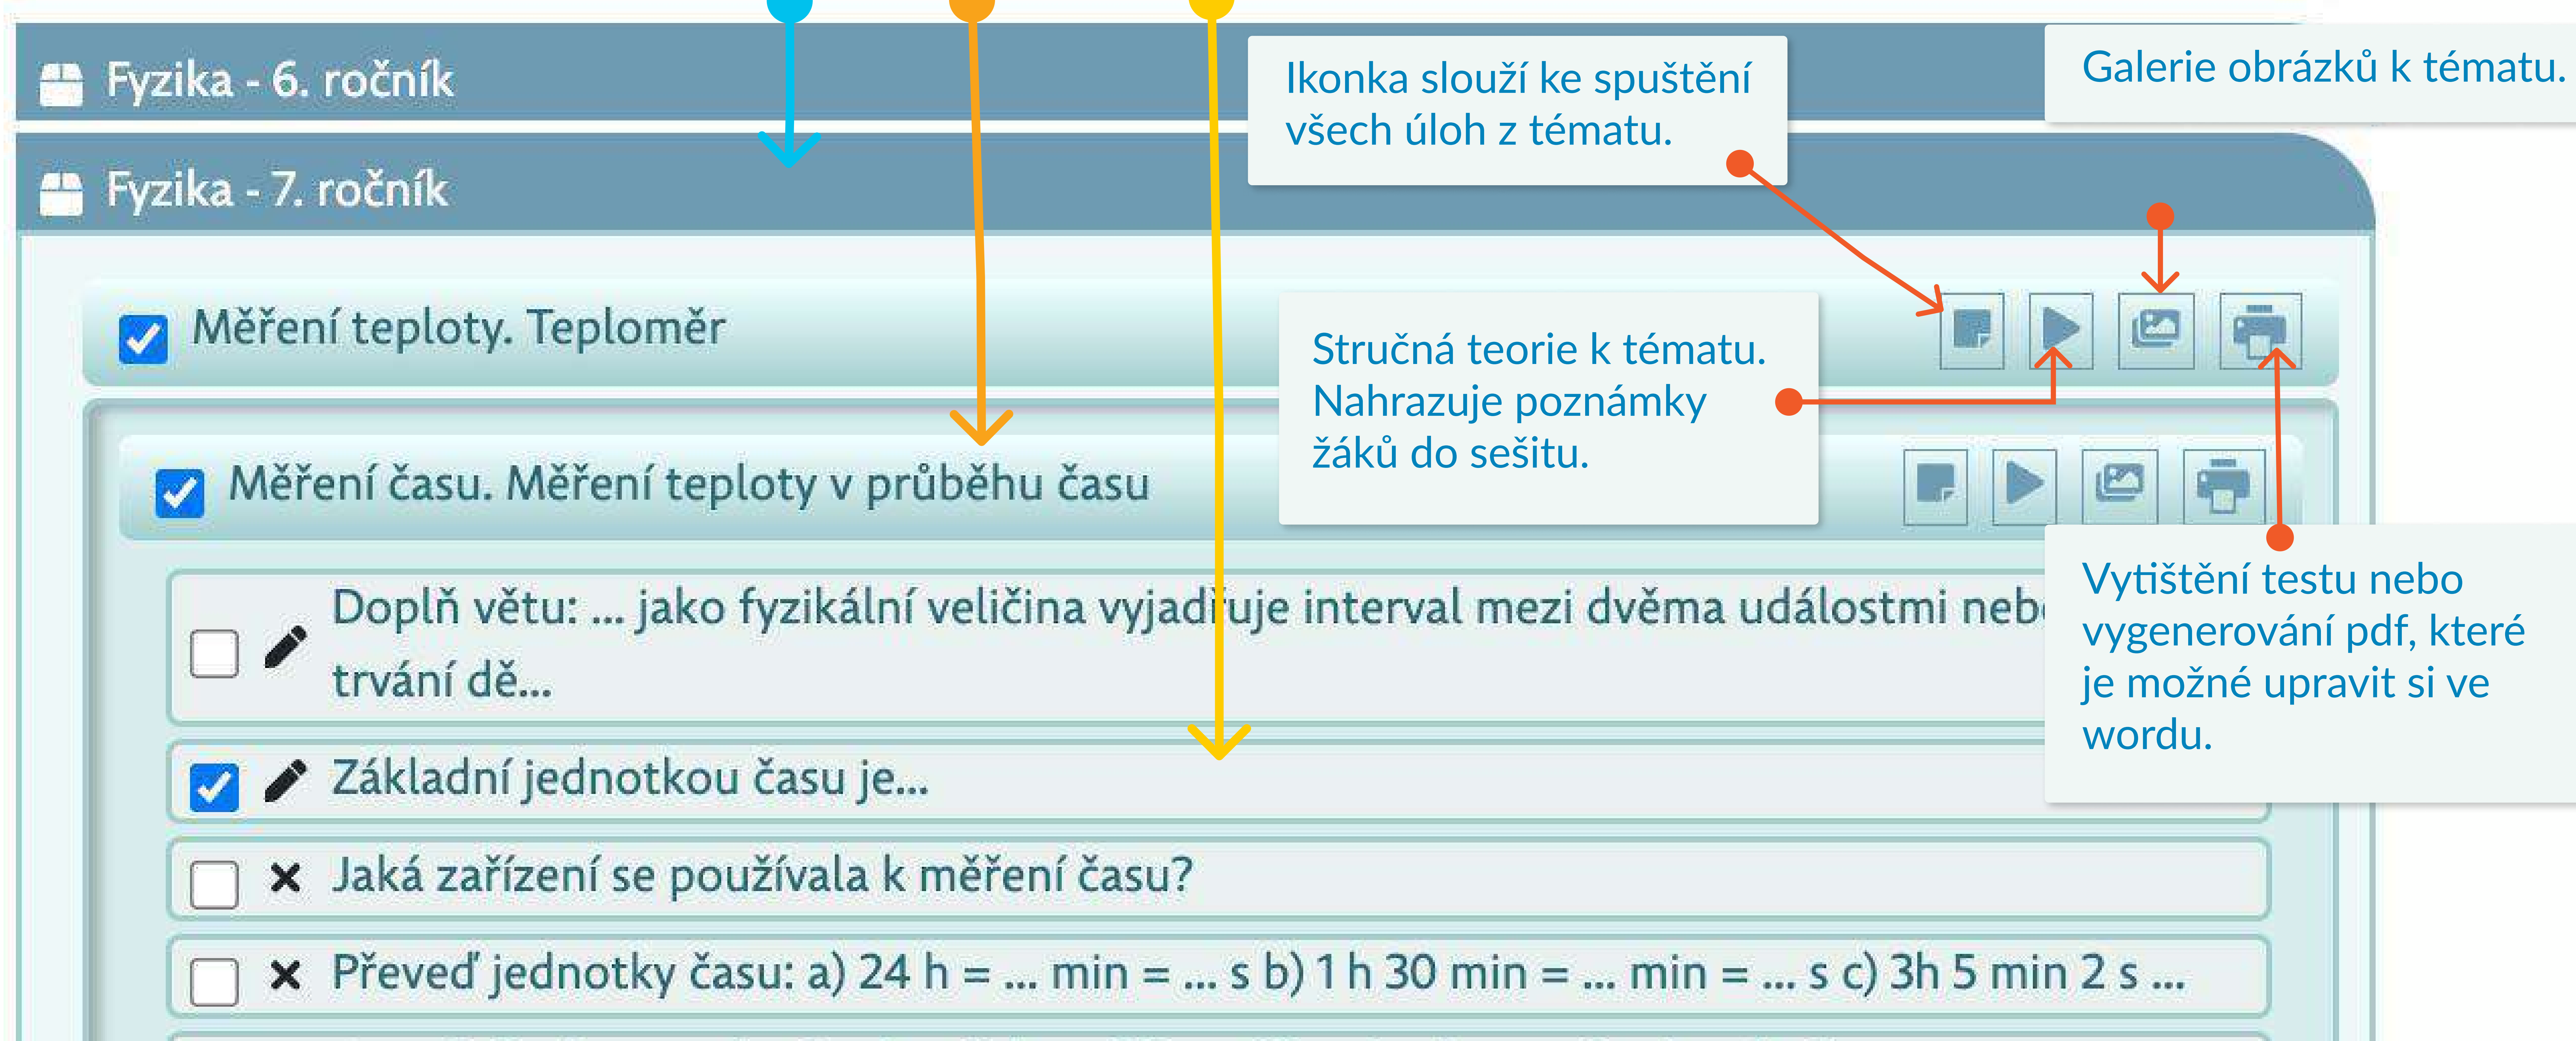 Fyzika - 6. ročník
Ikonka slouží ke spuštění
všech úloh z tématu.
Galerie obrázků k tématu.
Fyzika - 7. ročník
Měření teploty. Teploměr
Stručná teorie k tématu.
Nahrazuje poznámky
žáků do sešitu.
Měření času. Měření teploty v průběhu času
Vytištění testu nebo
vygenerování pdf, které
je možné upravit si ve
wordu.
Doplň větu: ... jako fyzikální veličina vyjadřuje interval mezi dvěma událostmi
trvání dě...
Základní jednotkou času je...
Jaká zařízení se používala k měření času?
Převeď jednotky času: a) 24 h = ... min = ... s b) 1 h 30 min = ... min = ... s c) 3h 5 min 2 s ...